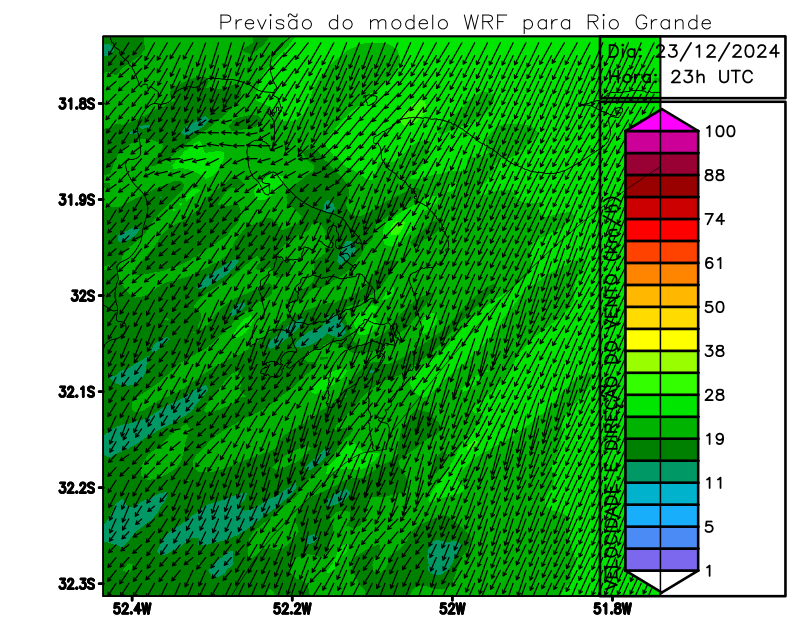 Previsão do modelo WRF para Rio Grande
Dia: 23/12/2024
Hora: 23h UTC
31.8S
31.9S
32S
32.1S
32.2S
32.3S
52.4W
52.2W
52W
51.8W
VELOCIDADE E DIREÇÃO DO VENTO (Km/h)
100
88
74
61
50
38
28
19
11
5
1